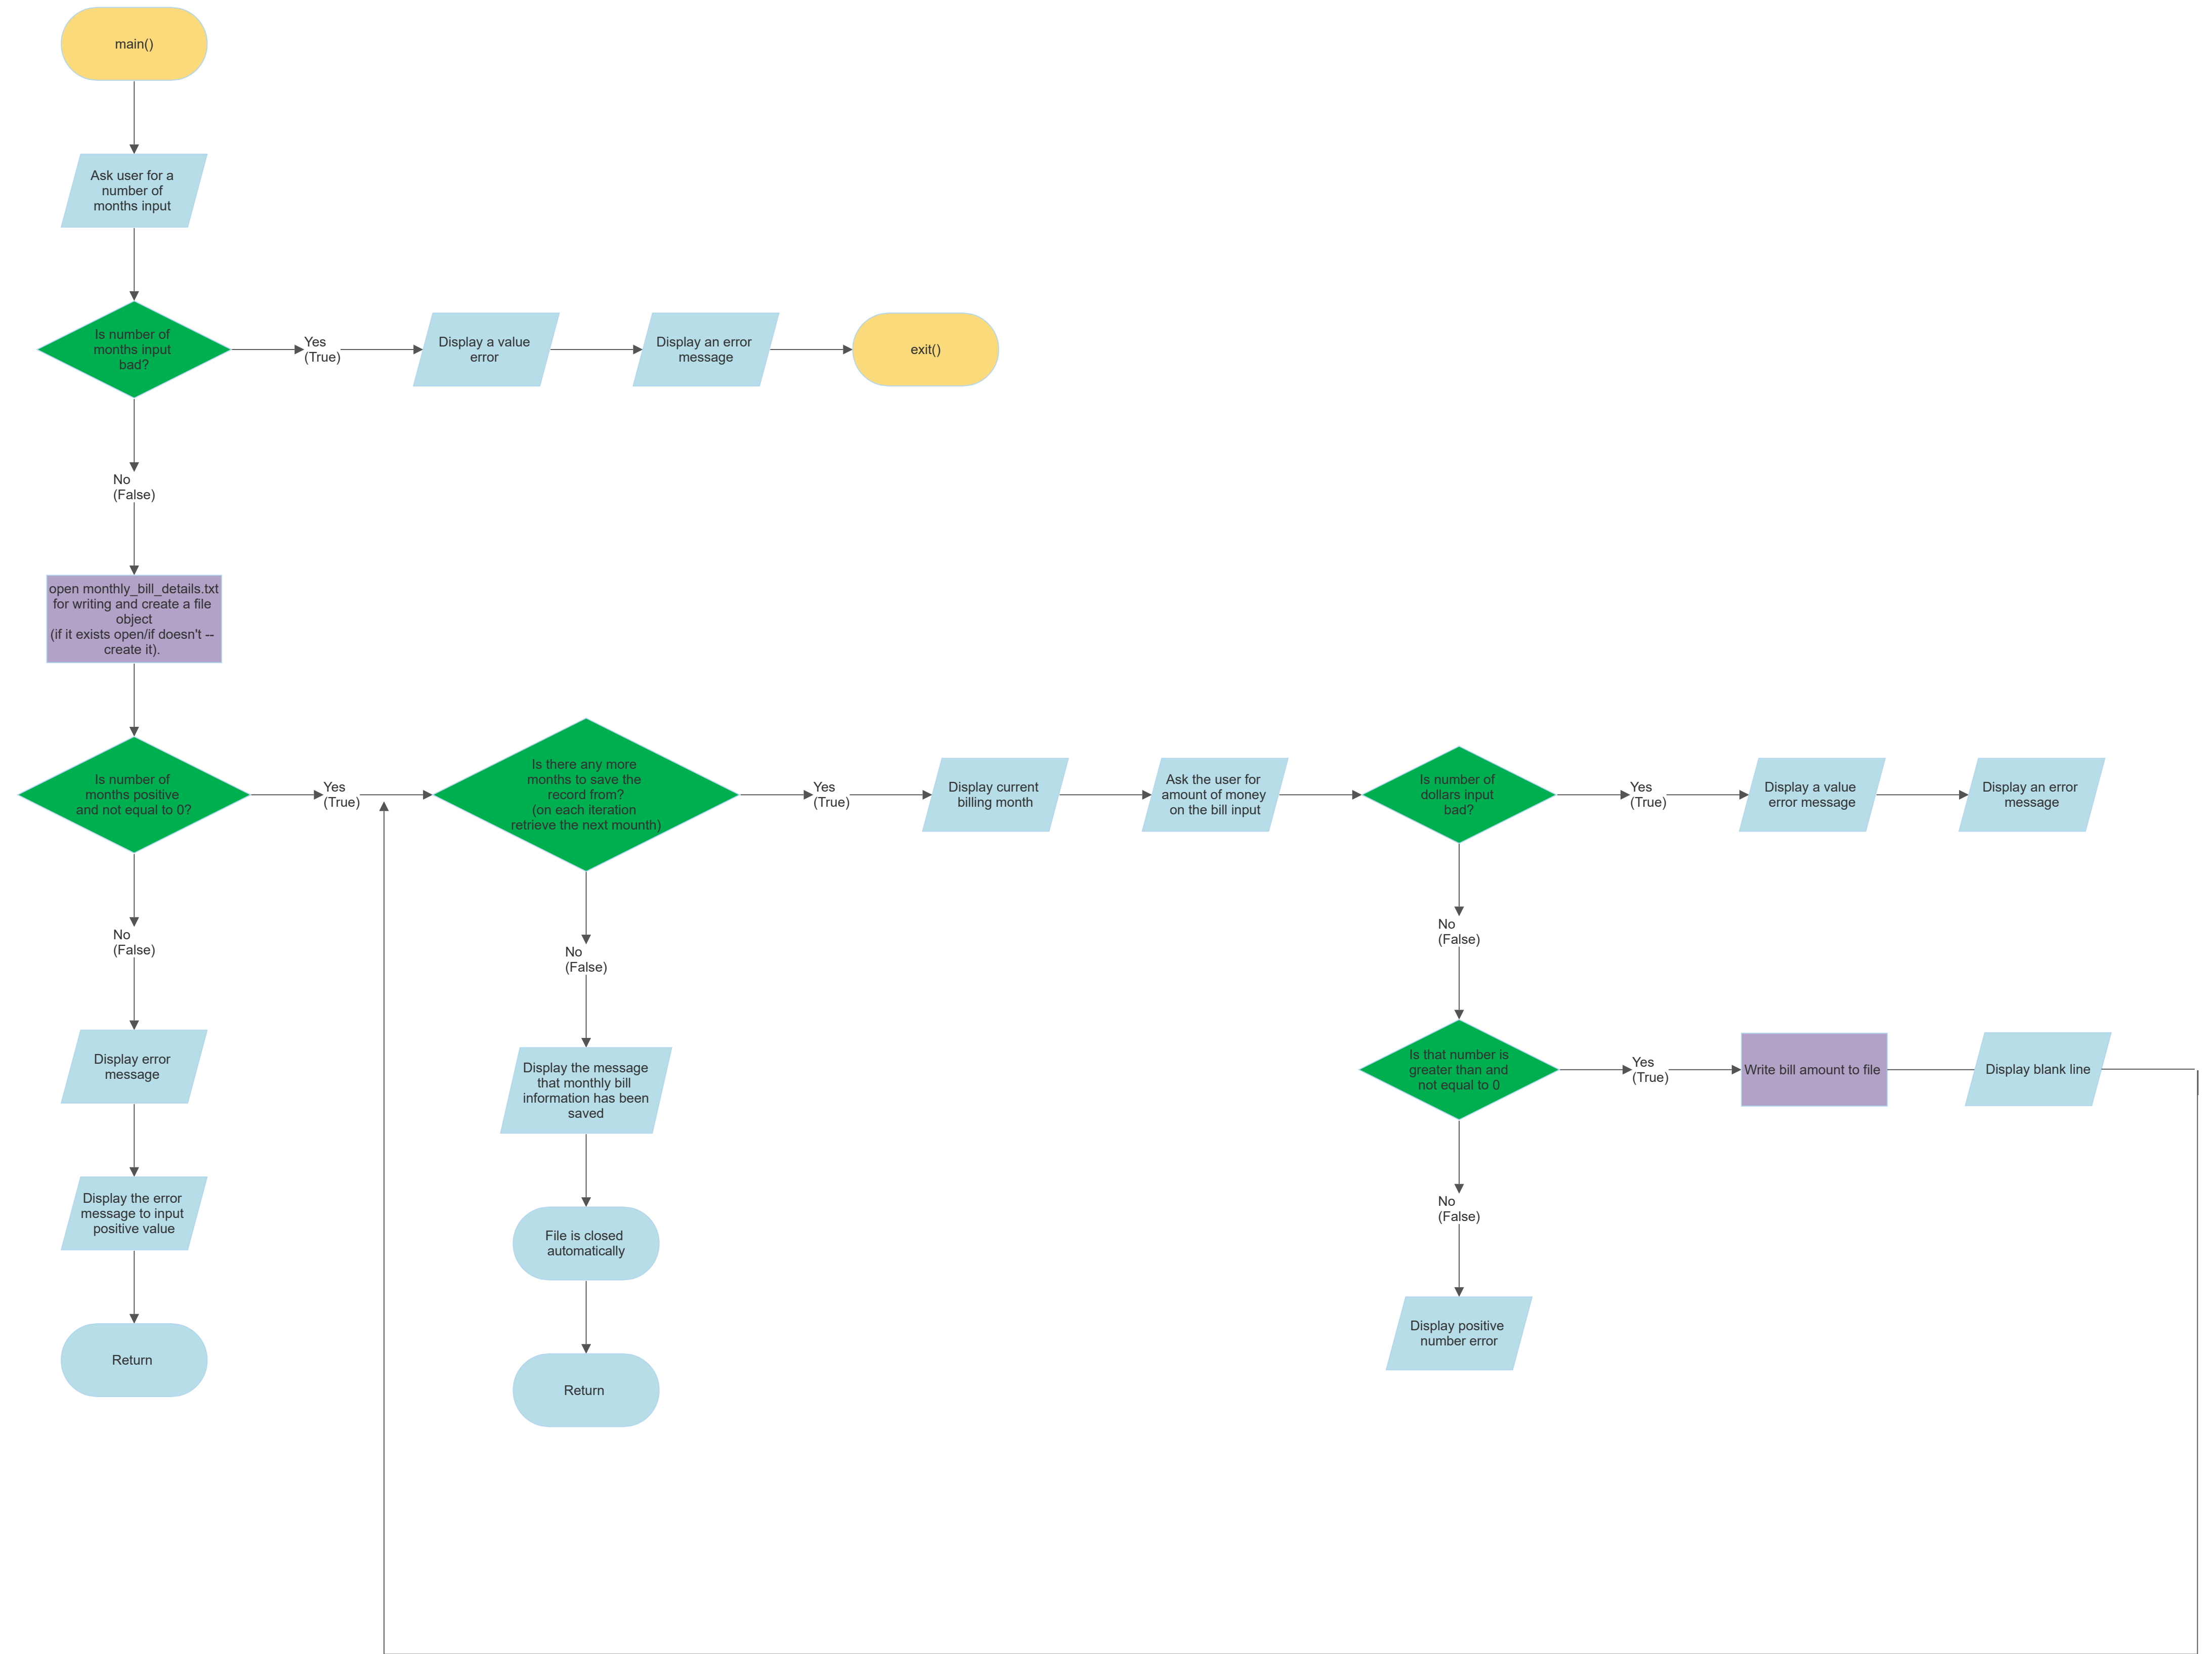 main()
Ask user for a
number of
months input
Is number of
months input
bad?
Yes
(True)
Display a value
error
Display an error
message
exit()
No
(False)
open monthly_bill_details.txt
for writing and create a file
object
(if it exists open/if doesn't --
create it).
Is number of
months positive
and not equal to 0?
Yes
(True)
Is there any more
months to save the
record from?
(on each iteration
retrieve the next mounth)
Yes
(True)
Display current
billing month
Ask the user for
amount of money
on the bill input
Is number of
dollars input
bad?
Yes
(True)
Display a value
error message
Display an error
message
No
(False)
Display error
message
Display the error
message to input
positive value
Return
No
(False)
Display the message
that monthly bill
information has been
saved
File is closed
automatically
Return
No
(False)
Is that number is
greater than and
not equal to 0
Yes
(True)
Write bill amount to file
Display blank line
No
(False)
Display positive
number error